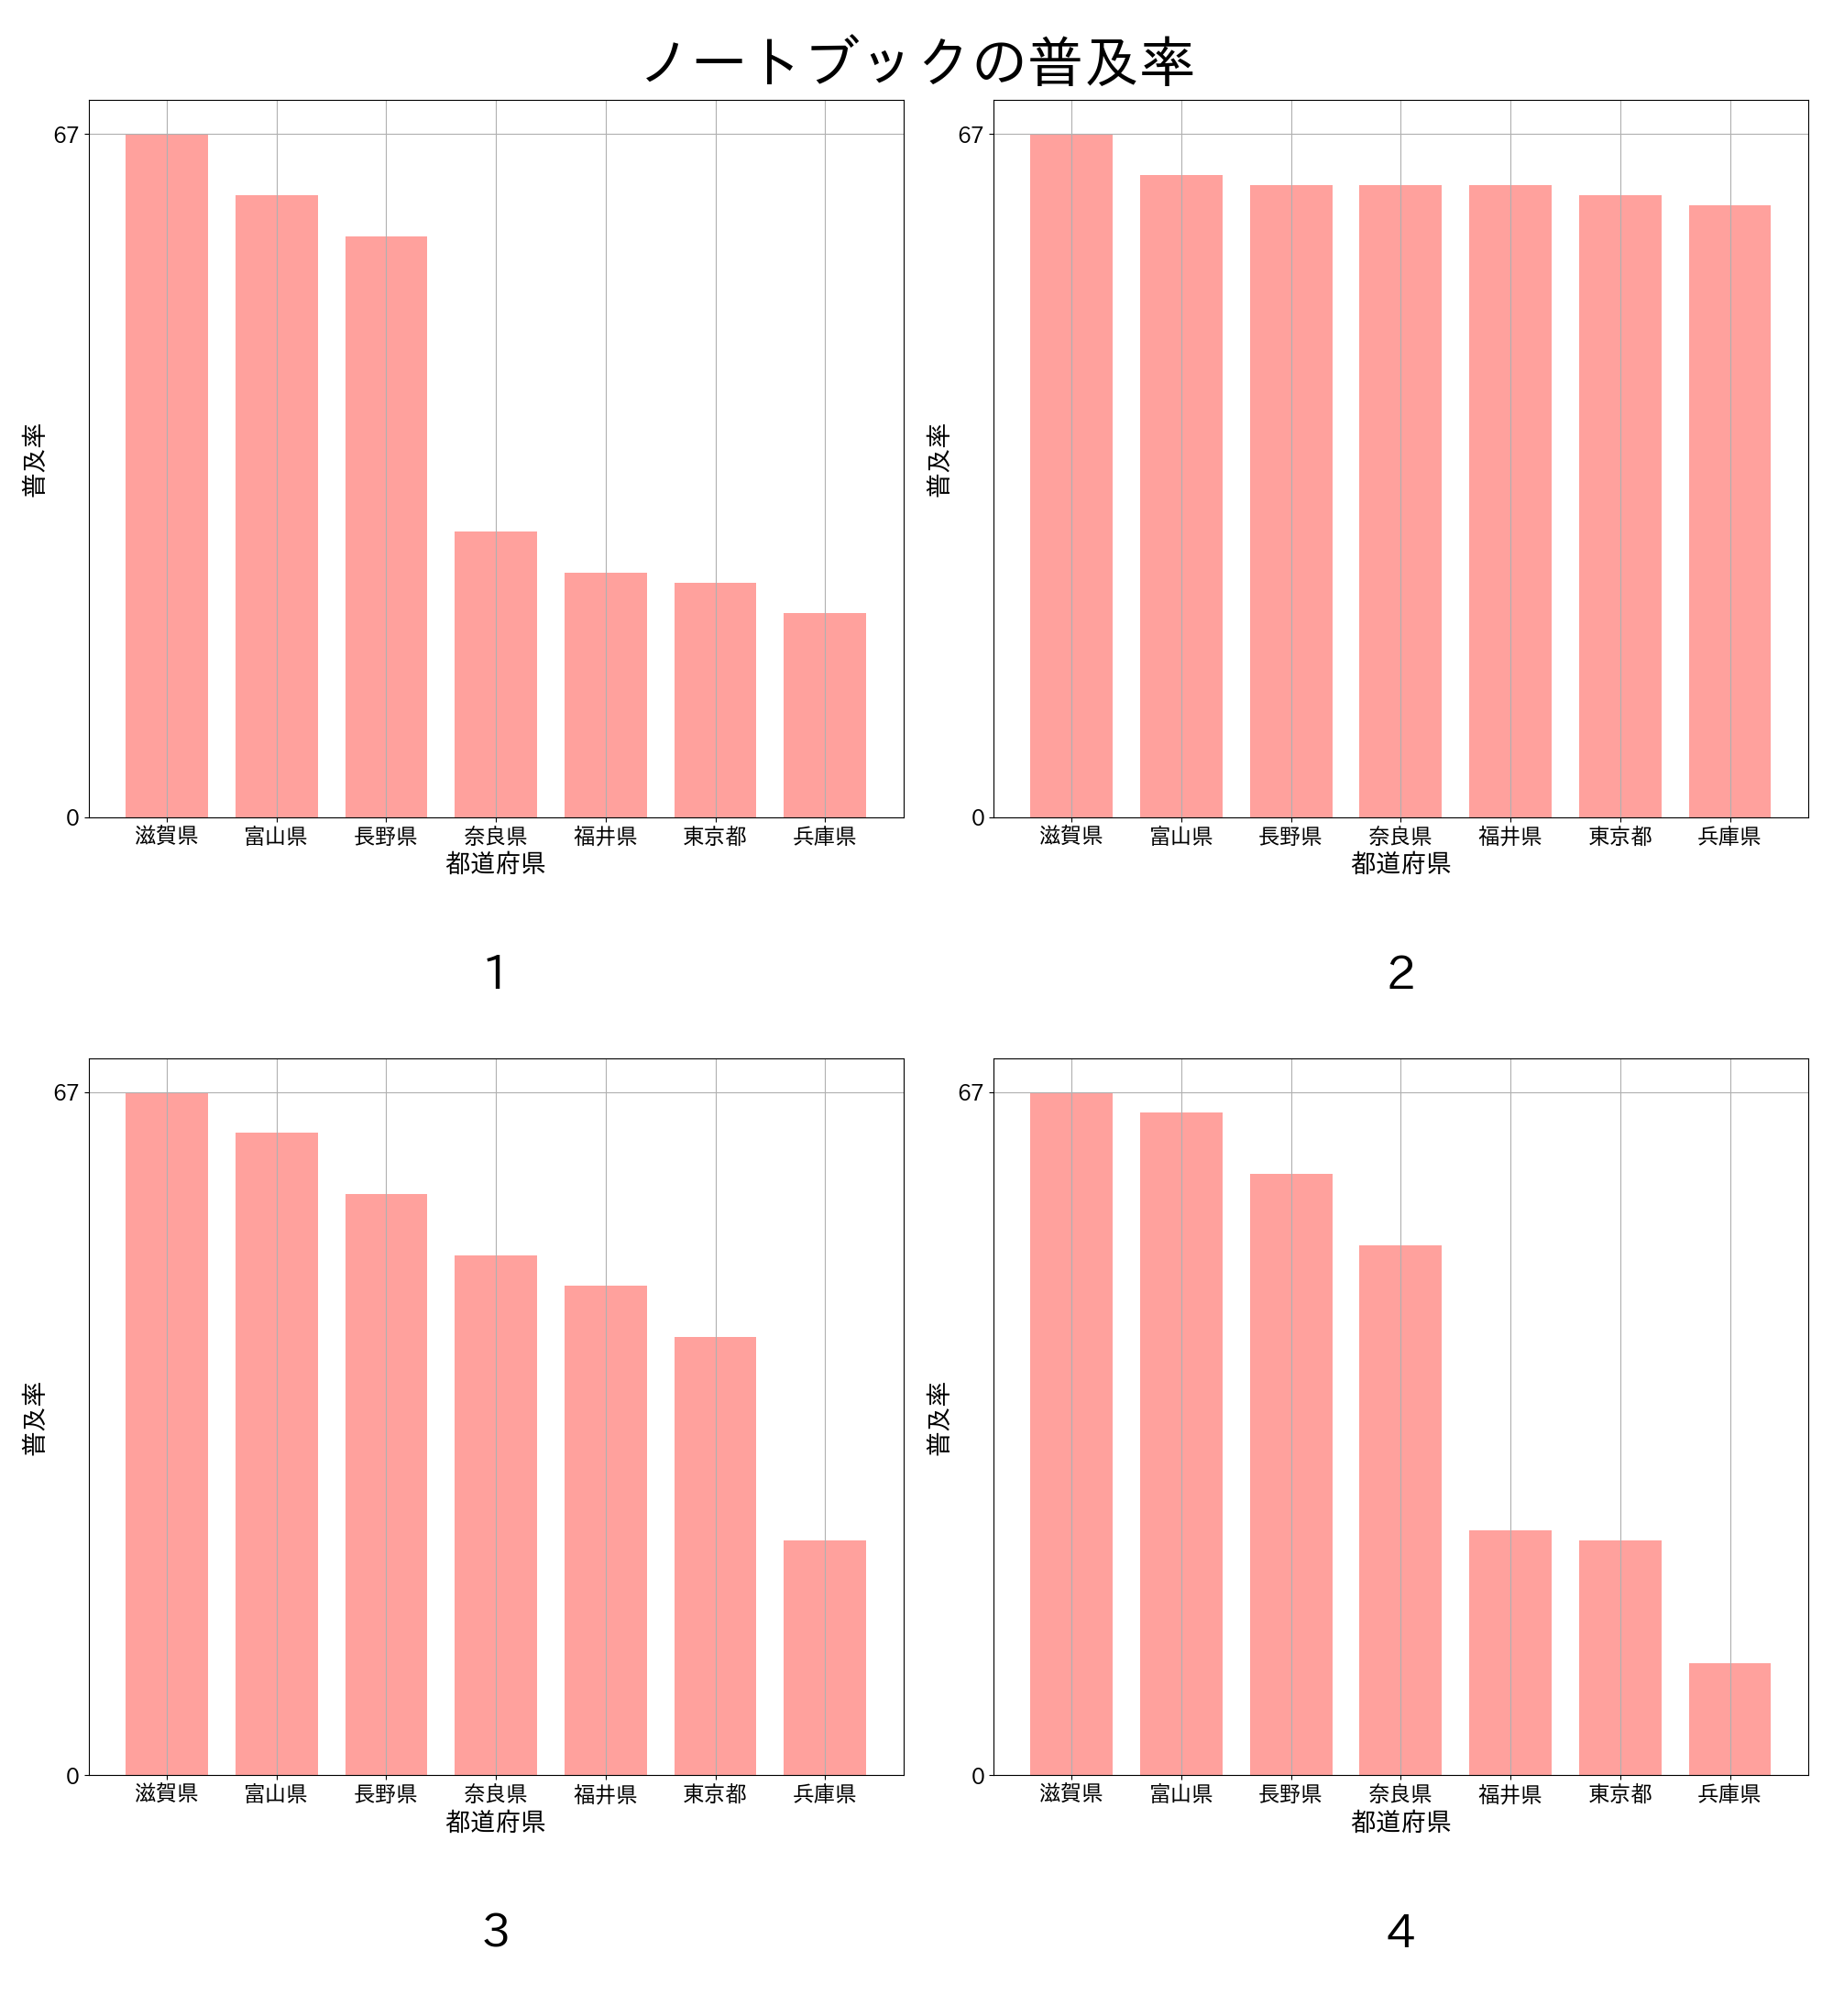 ノートブックの普及率
67
普及率
0
滋賀県 富山県 長野県 奈良県 福井県 東京都 兵庫県
都道府県
1
67
普及率
0
滋賀県 富山県 長野県 奈良県 福井県 東京都 兵庫県
都道府県
2
67
普及率
0
滋賀県 富山県 長野県 奈良県 福井県 東京都 兵庫県
都道府県
3
67
普及率
0
滋賀県 富山県 長野県 奈良県 福井県 東京都 兵庫県
都道府県
4